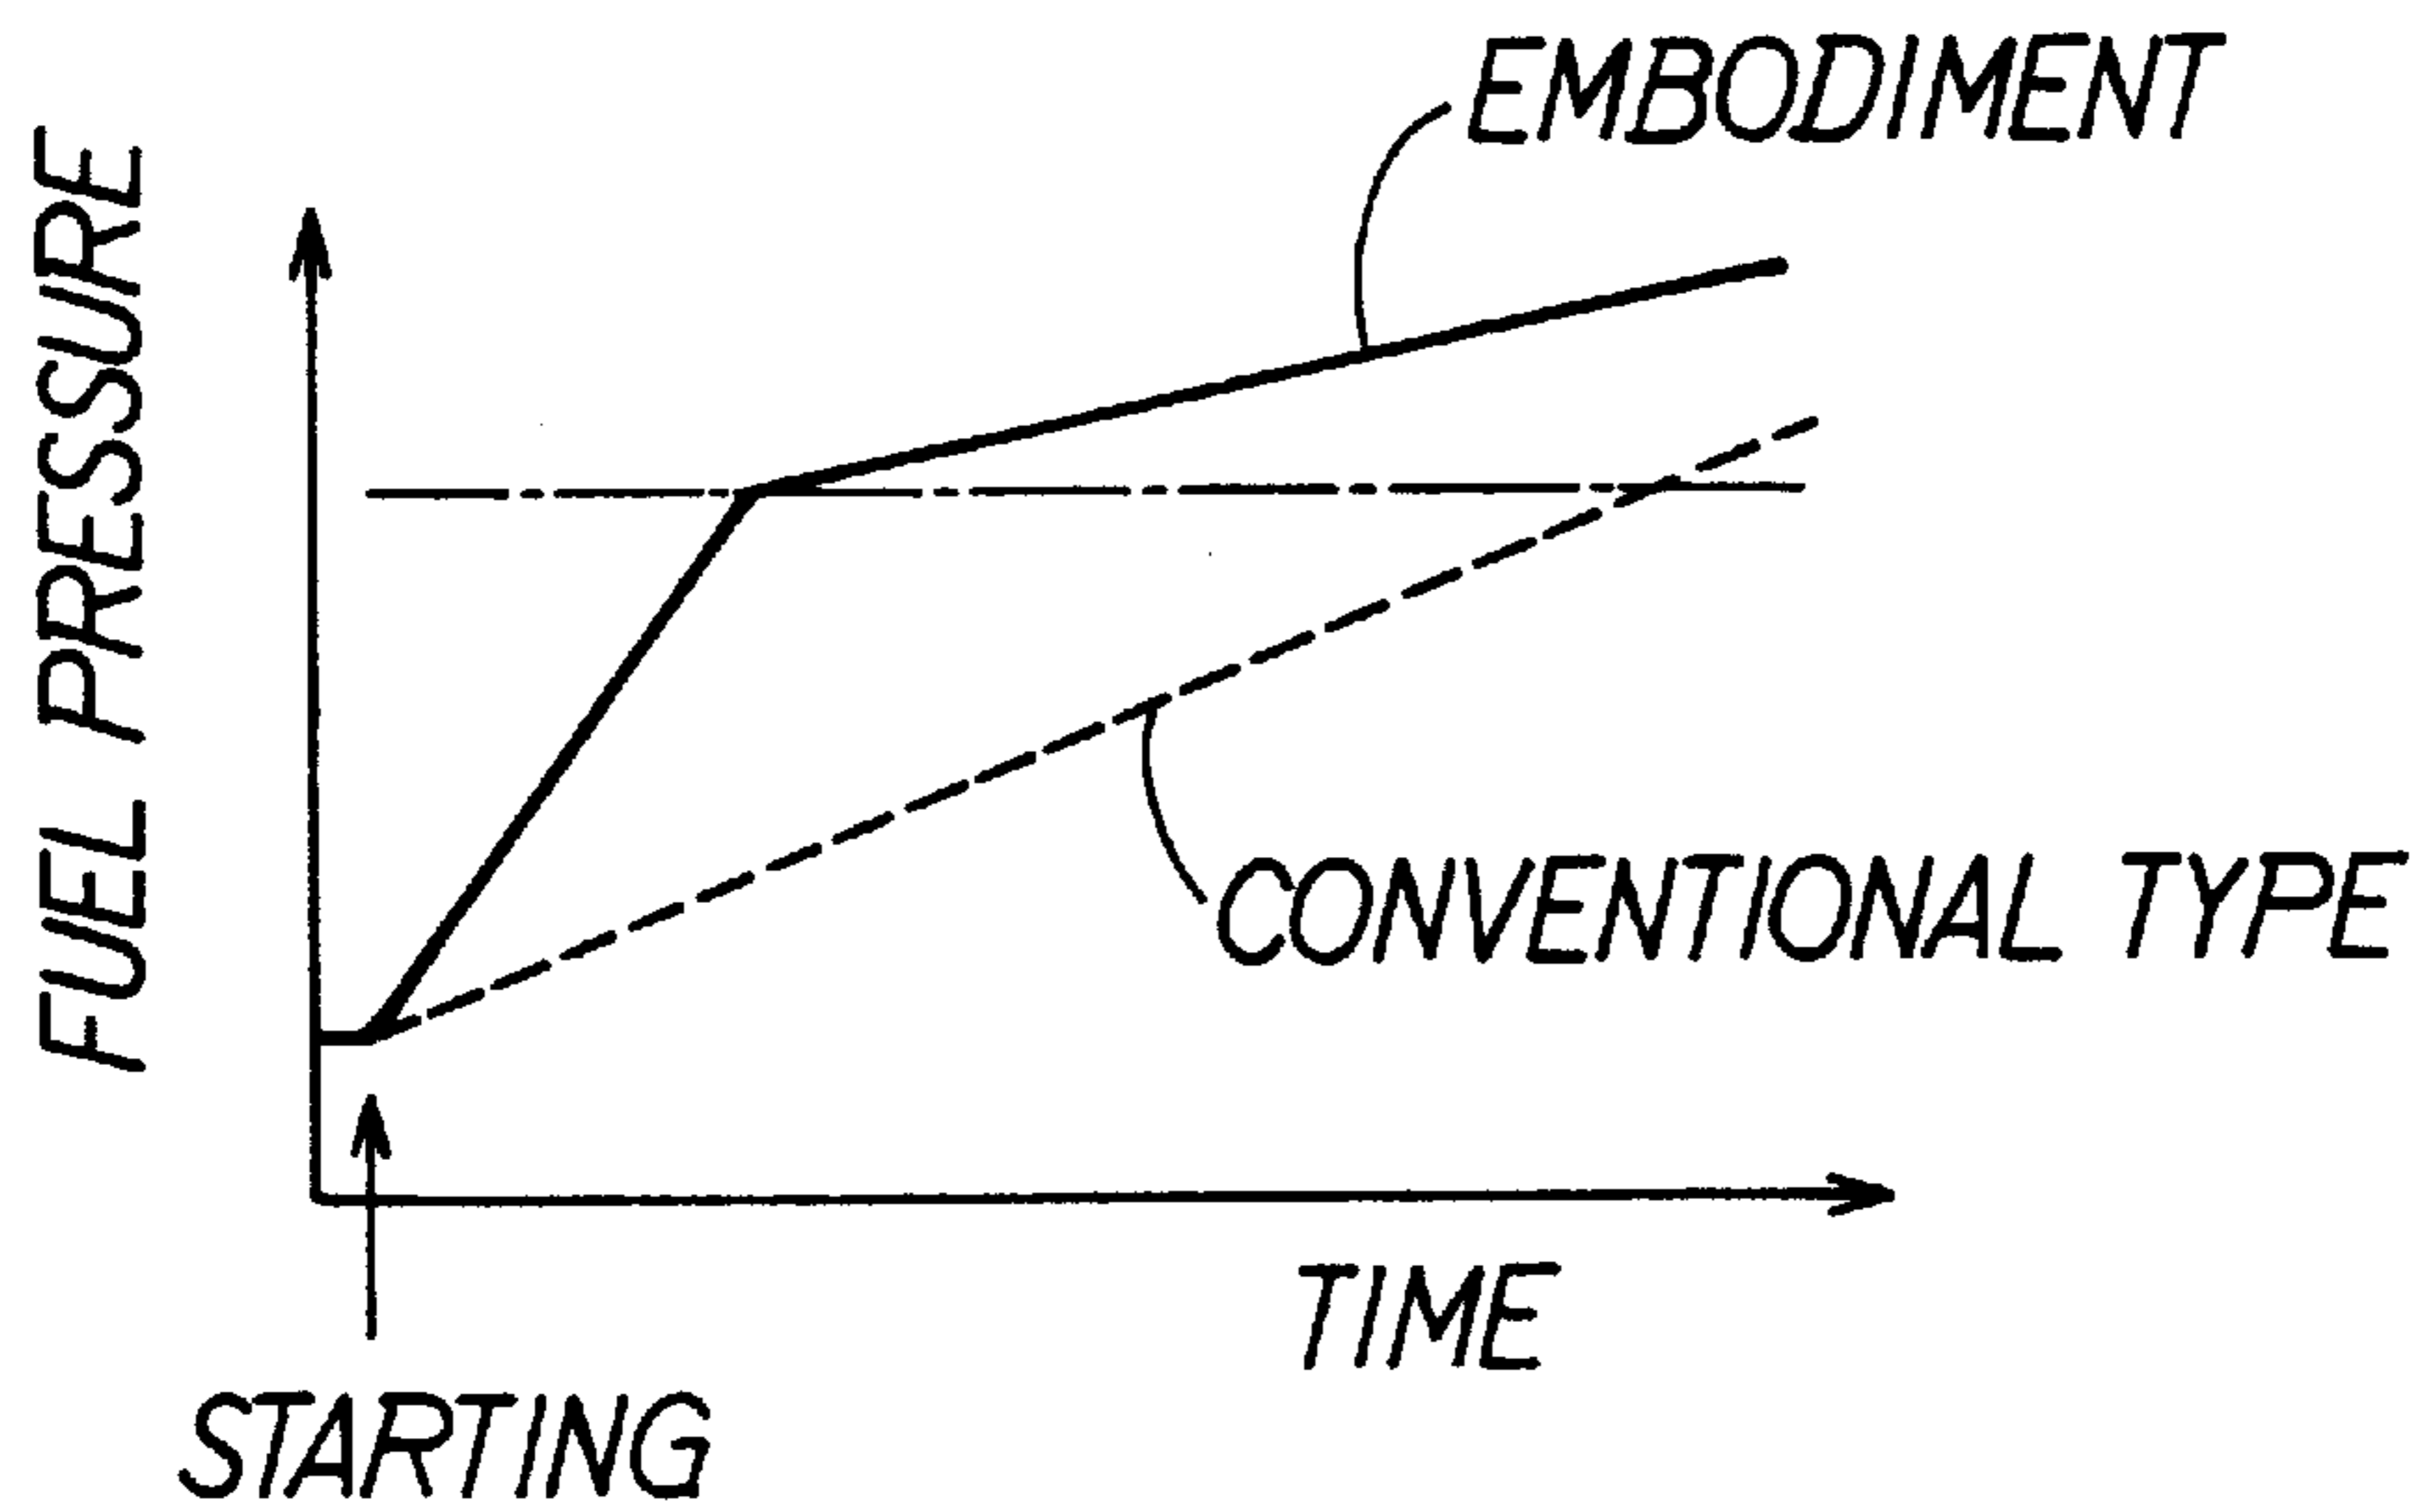 EMBODIMENT
FUEL PRESSURE
CONVENTIONAL TYPE
TIME
STARTING